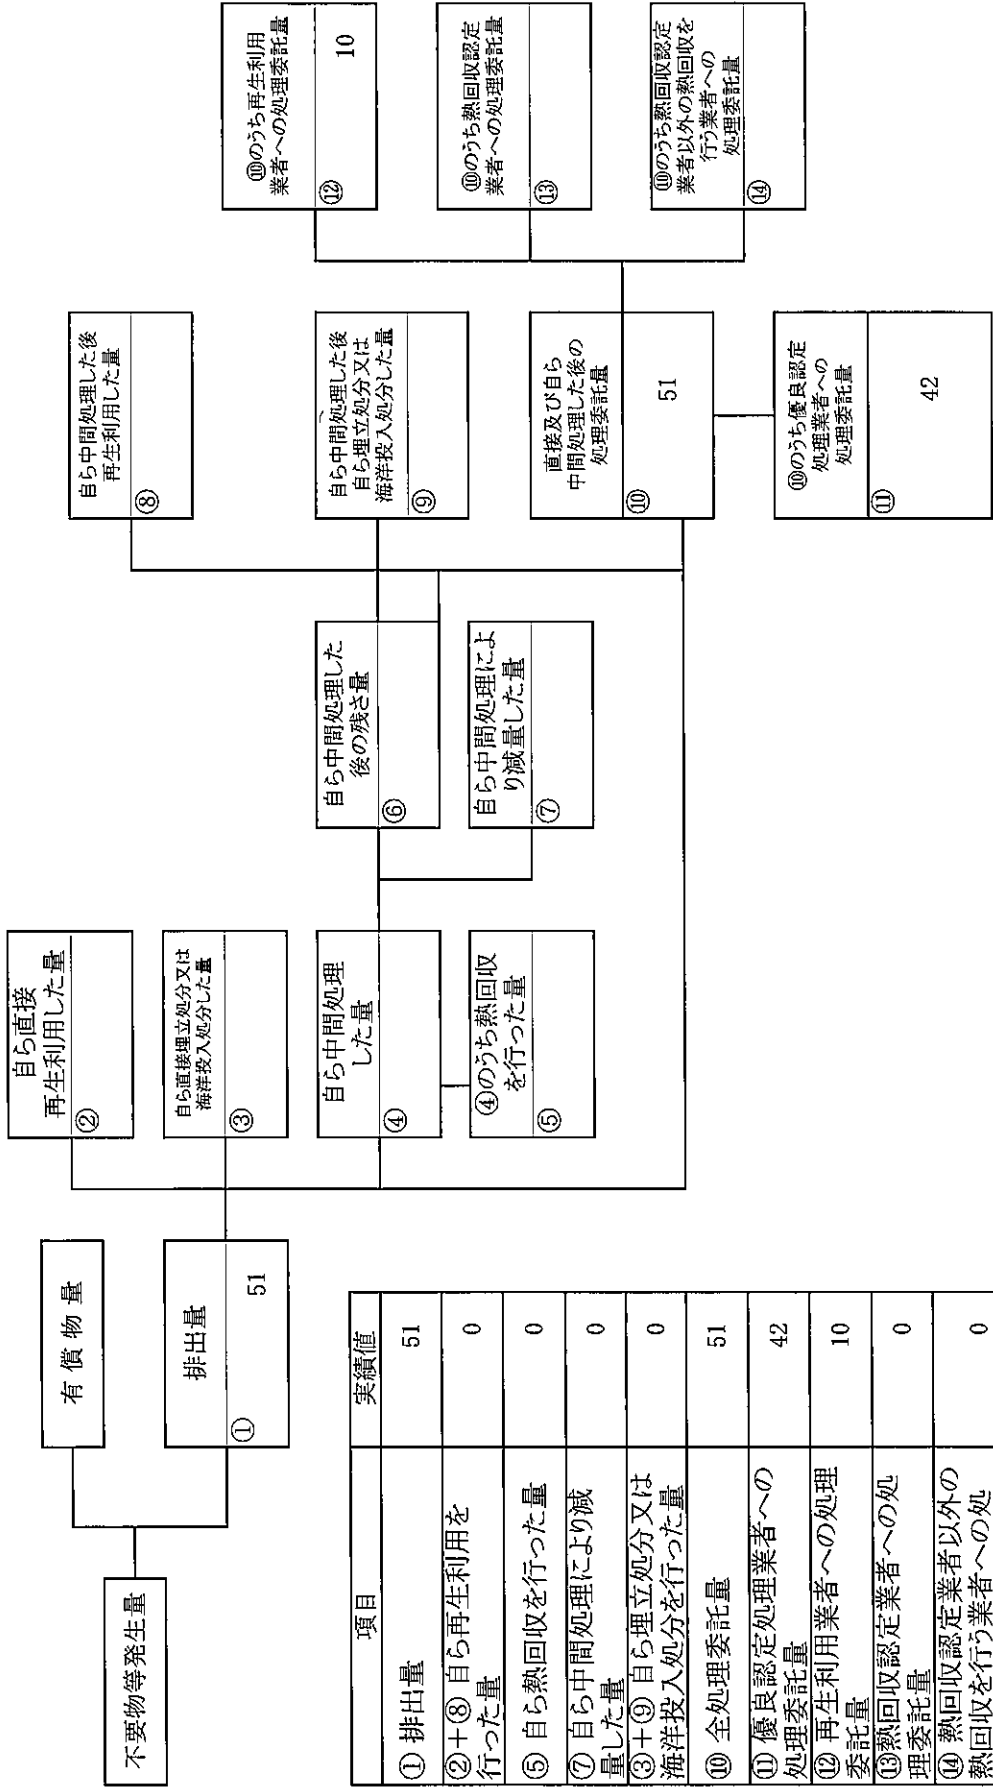 不要物等発生量
有償物量
排出量
①
51
自ら直接
再生利用した量
②
自ら直接埋立処分又は
海洋投入処分した量
③
自ら中間処理
した量
④
④のうち熱回収
を行った量
⑤
自ら中間処理した
後の残さ量
⑥
自ら中間処理によ
り減量した量
⑦
自ら中間処理した後
再生利用した量
⑧
自ら中間処理した後
自ら埋立処分又は
海洋投入処分した量
⑨
直接及び自ら
中間処理した後の
処理委託量
⑩
51
⑩のうち優良認定
処理業者への
処理委託量
⑪
42
⑩のうち再生利用
業者への処理委託量
⑫
10
⑩のうち熱回収認定
業者への処理委託量
⑬
⑩のうち熱回収認定
業者以外の熱回収を
行う業者への
処理委託量
⑭
項目 実績値
① 排出量 51
②+⑧ 自ら再生利用を
行った量 0
⑤ 自ら熱回収を行った量 0
⑦ 自ら中間処理により減
量した量 0
③+⑨ 自ら埋立処分又は
海洋投入処分を行った量 0
⑩ 全処理委託量 51
⑪ 優良認定処理業者への
処理委託量 42
⑫ 再生利用業者への処理
委託量 10
⑬熱回収認定業者への処
理委託量 0
⑭ 熱回収認定業者以外の
熱回収を行う業者への処 0